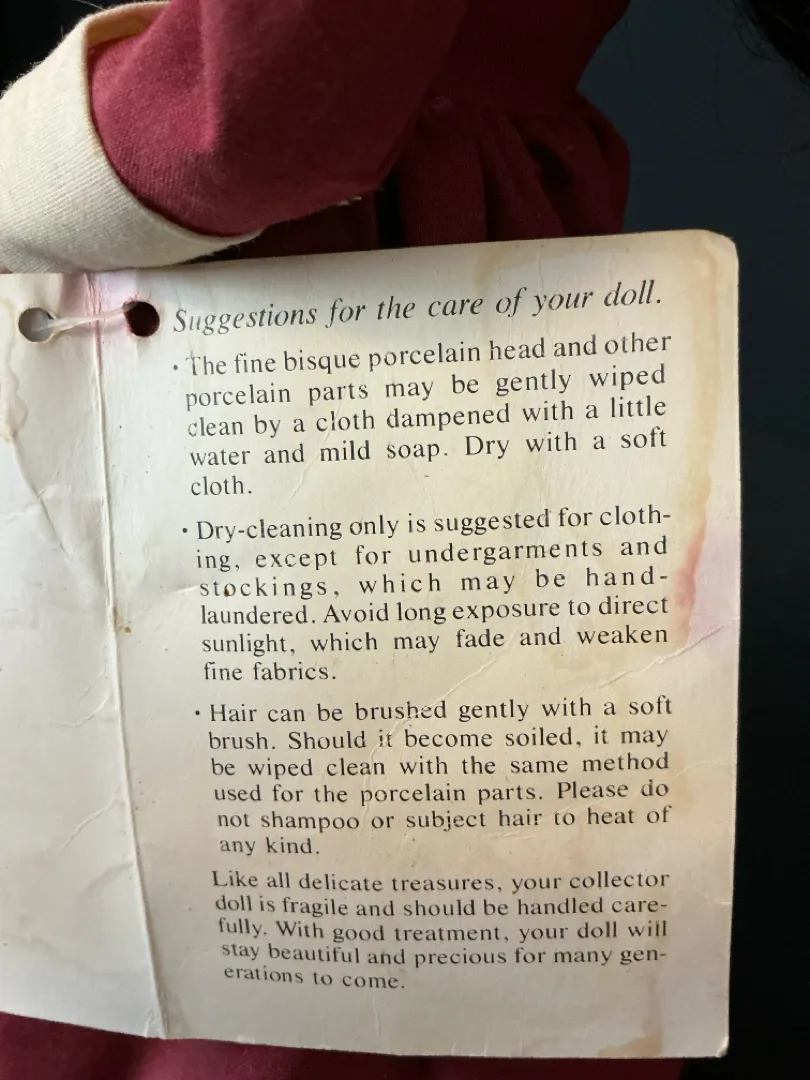 Suggestions for the care of your doll.
· The fine bisque porcelain head and other
porcelain parts may be gently wiped
clean by a cloth dampened with a little
water and mild soap. Dry with a soft
cloth.
· Dry-cleaning only is suggested for cloth-
ing, except for undergarments and
stockings, which may be hand-
laundered. Avoid long exposure to direct
sunlight, which may fade and weaken
fine fabrics.
· Hair can be brushed gently with a soft
brush. Should it become soiled, it may
be wiped clean with the same method
used for the porcelain parts. Please do
not shampoo or subject hair to heat of
any kind.
Like all delicate treasures, your collector
doll is fragile and should be handled care-
fully. With good treatment, your doll will
stay beautiful and precious for many gen-
erations to come.